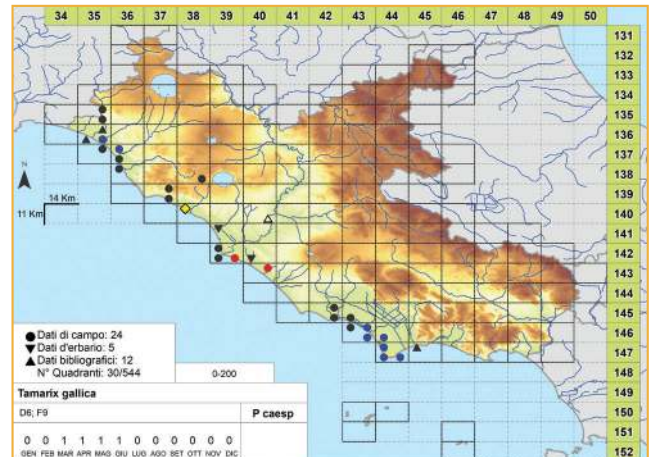 34 35 36 37 38 39 40 41 42 43 44 45 46 47 48 49 50
131
132
133
134
135
136
137
138
139
140
141
142
143
144
145
146
147
148
149
150
151
152
N
14 Km
11 Km
Dati di campo: 24
Dati d'erbario: 5
Dati bibliografici: 12
N° Quadranti: 30/544
0-200
Tamarix gallica
D6; F9
P caesp
0 0 1 1 1 1 0 0 0 0 0 0
GEN FEB MAR APR MAG GIU LUG AGO SET OTT NOV DIC